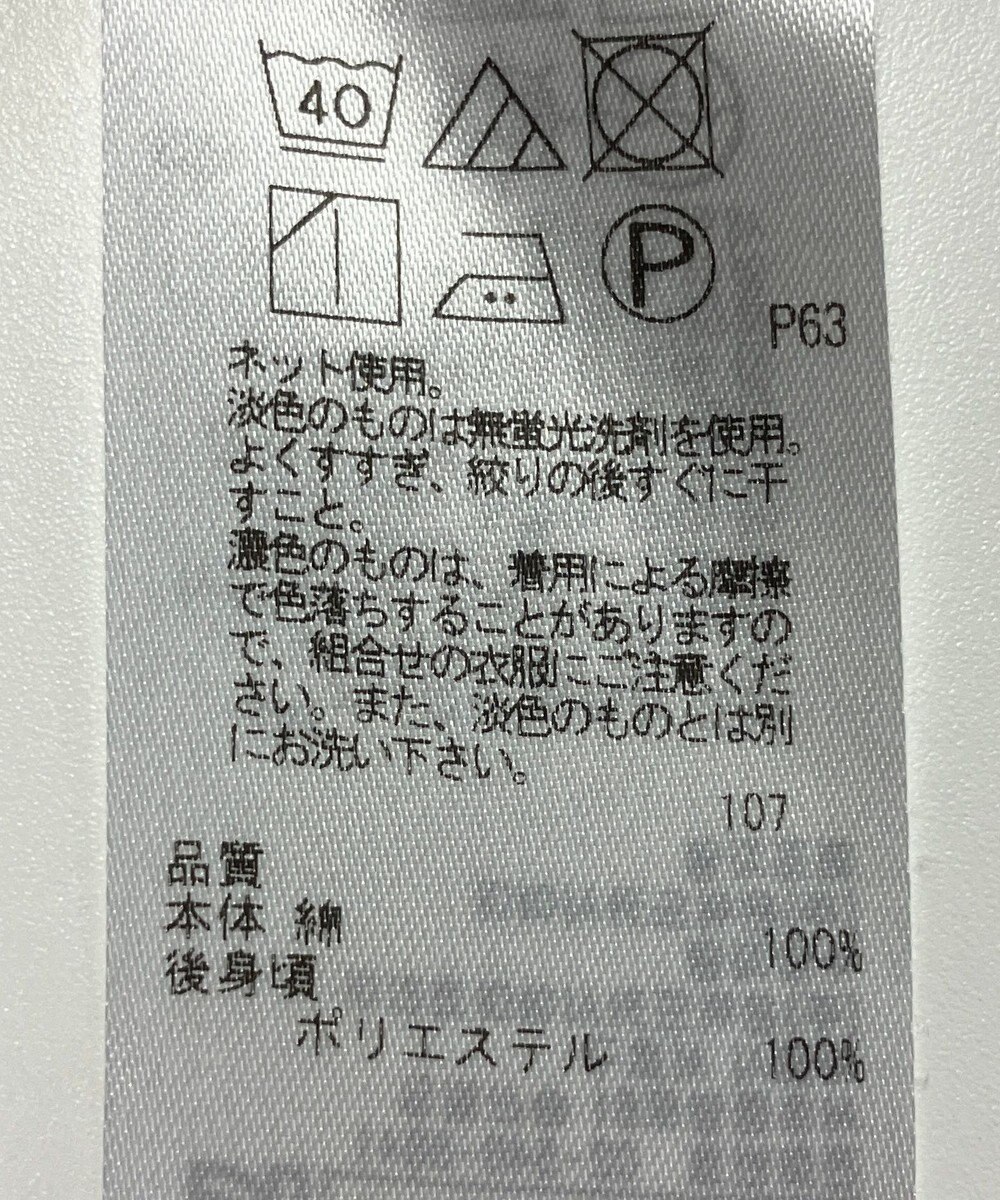 40
P
P63
ネット使用。
淡色のものは無蛍光洗剤を使用。
よくすすぎ、絞りの後すぐに干
すこと。
濃色のものは、着用による摩擦
で色落ちすることがありますの
で、組合せの衣服にご注意くだ
さい。また、淡色のものとは別
にお洗い下さい。
107
品質
本体 綿 100%
後身頃
ポリエステル 100%